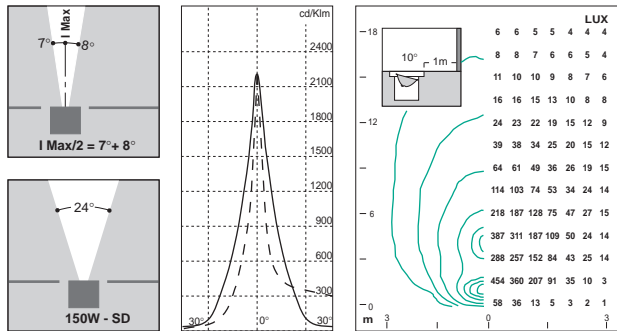 I Max
7° 8°
I Max/2 = 7°+ 8°
24°
150W - SD
cd/Klm
2400
2100
1800
1500
1200
900
600
300
30° 0° 30°
LUX
18 6 6 5 5 4 4 4
10° 1m 8 8 7 6 6 5 4
11 10 10 9 8 7 6
16 16 15 13 10 8 8
12 24 23 22 19 15 12 9
39 38 34 25 20 15 12
64 61 49 36 26 19 15
114 103 74 53 34 24 14
6 218 187 128 75 47 27 15
387 311 187 109 50 24 14
288 257 152 84 43 25 14
454 360 207 91 35 10 3
0 58 36 13 5 3 2 1
m 3 0 3